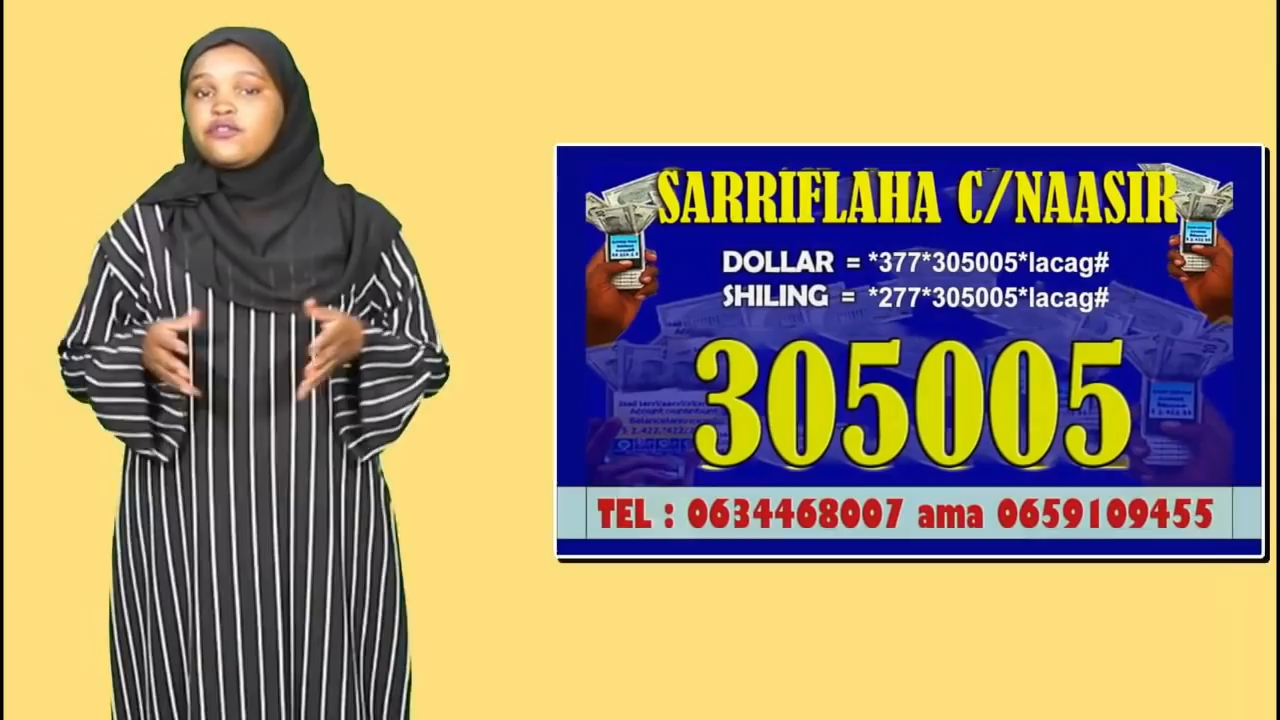 SARRIFLAHA C/NAASIR
DOLLAR = *377*305005*lacag#
SHILING = *277*305005*lacag#
305005
TEL : 0634468007 ama 0659109455